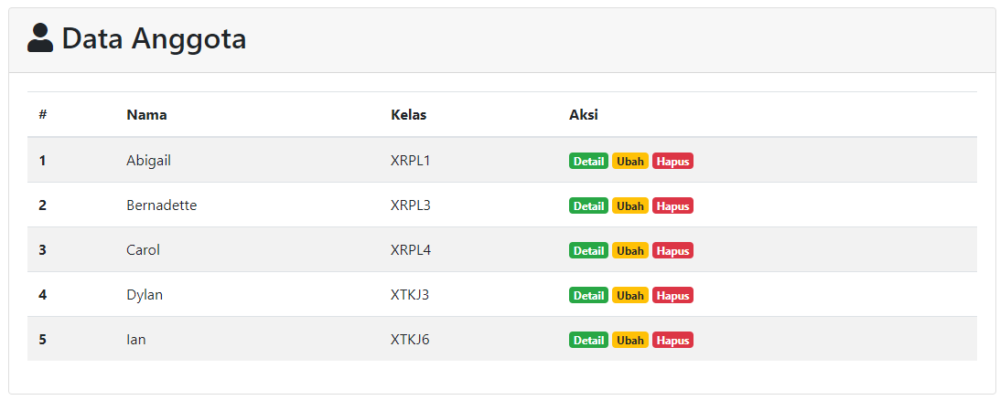 Data Anggota
# Nama Kelas Aksi
1 Abigail XRPL1 Detail Ubah Hapus
2 Bernadette XRPL3 Detail Ubah Hapus
3 Carol XRPL4 Detail Ubah Hapus
4 Dylan XTKJ3 Detail Ubah Hapus
5 Ian XTKJ6 Detail Ubah Hapus